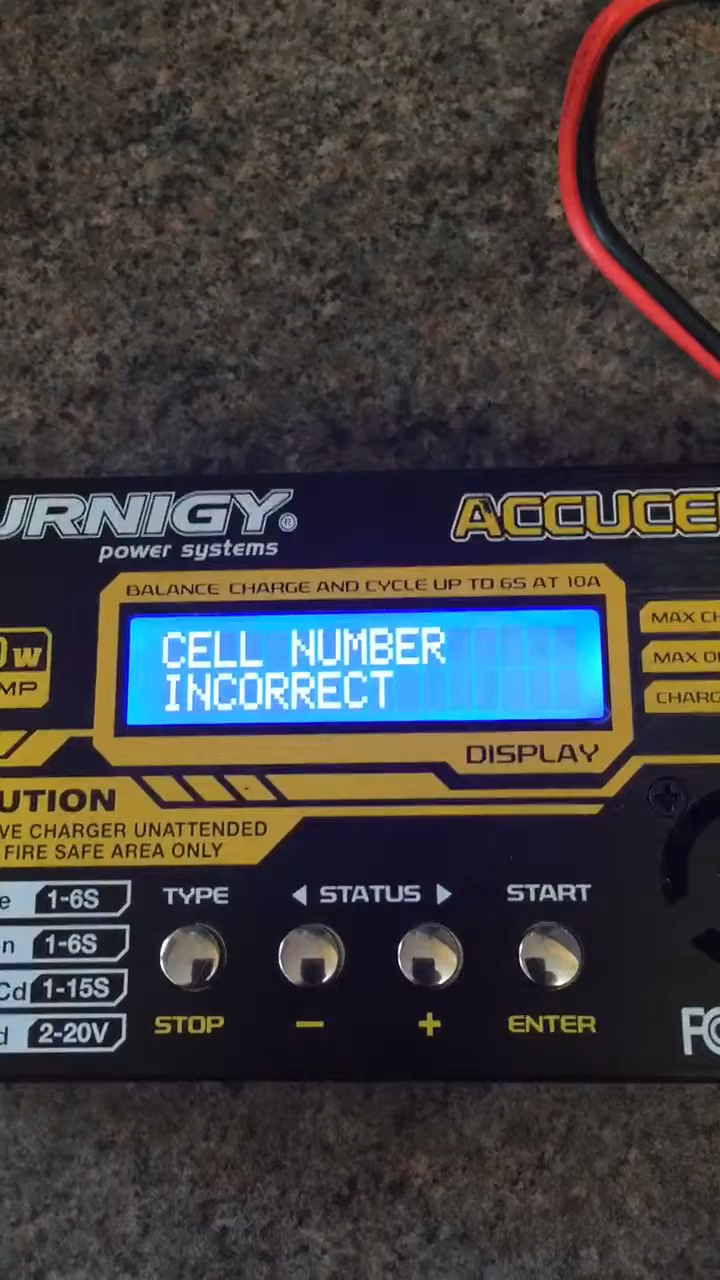 URNIGY®
power systems
ACCUCE
BALANCE CHARGE AND CYCLE UP TO 6S AT 10A
CELL NUMBER
INCORRECT
DISPLAY
0W
MP
MAX CH
MAX D
CHARG
UTION
VE CHARGER UNATTENDED
FIRE SAFE AREA ONLY
e 1-6S
n 1-6S
Cd 1-15S
d 2-20V
TYPE ◀ STATUS ▶ START
STOP − + ENTER
FC